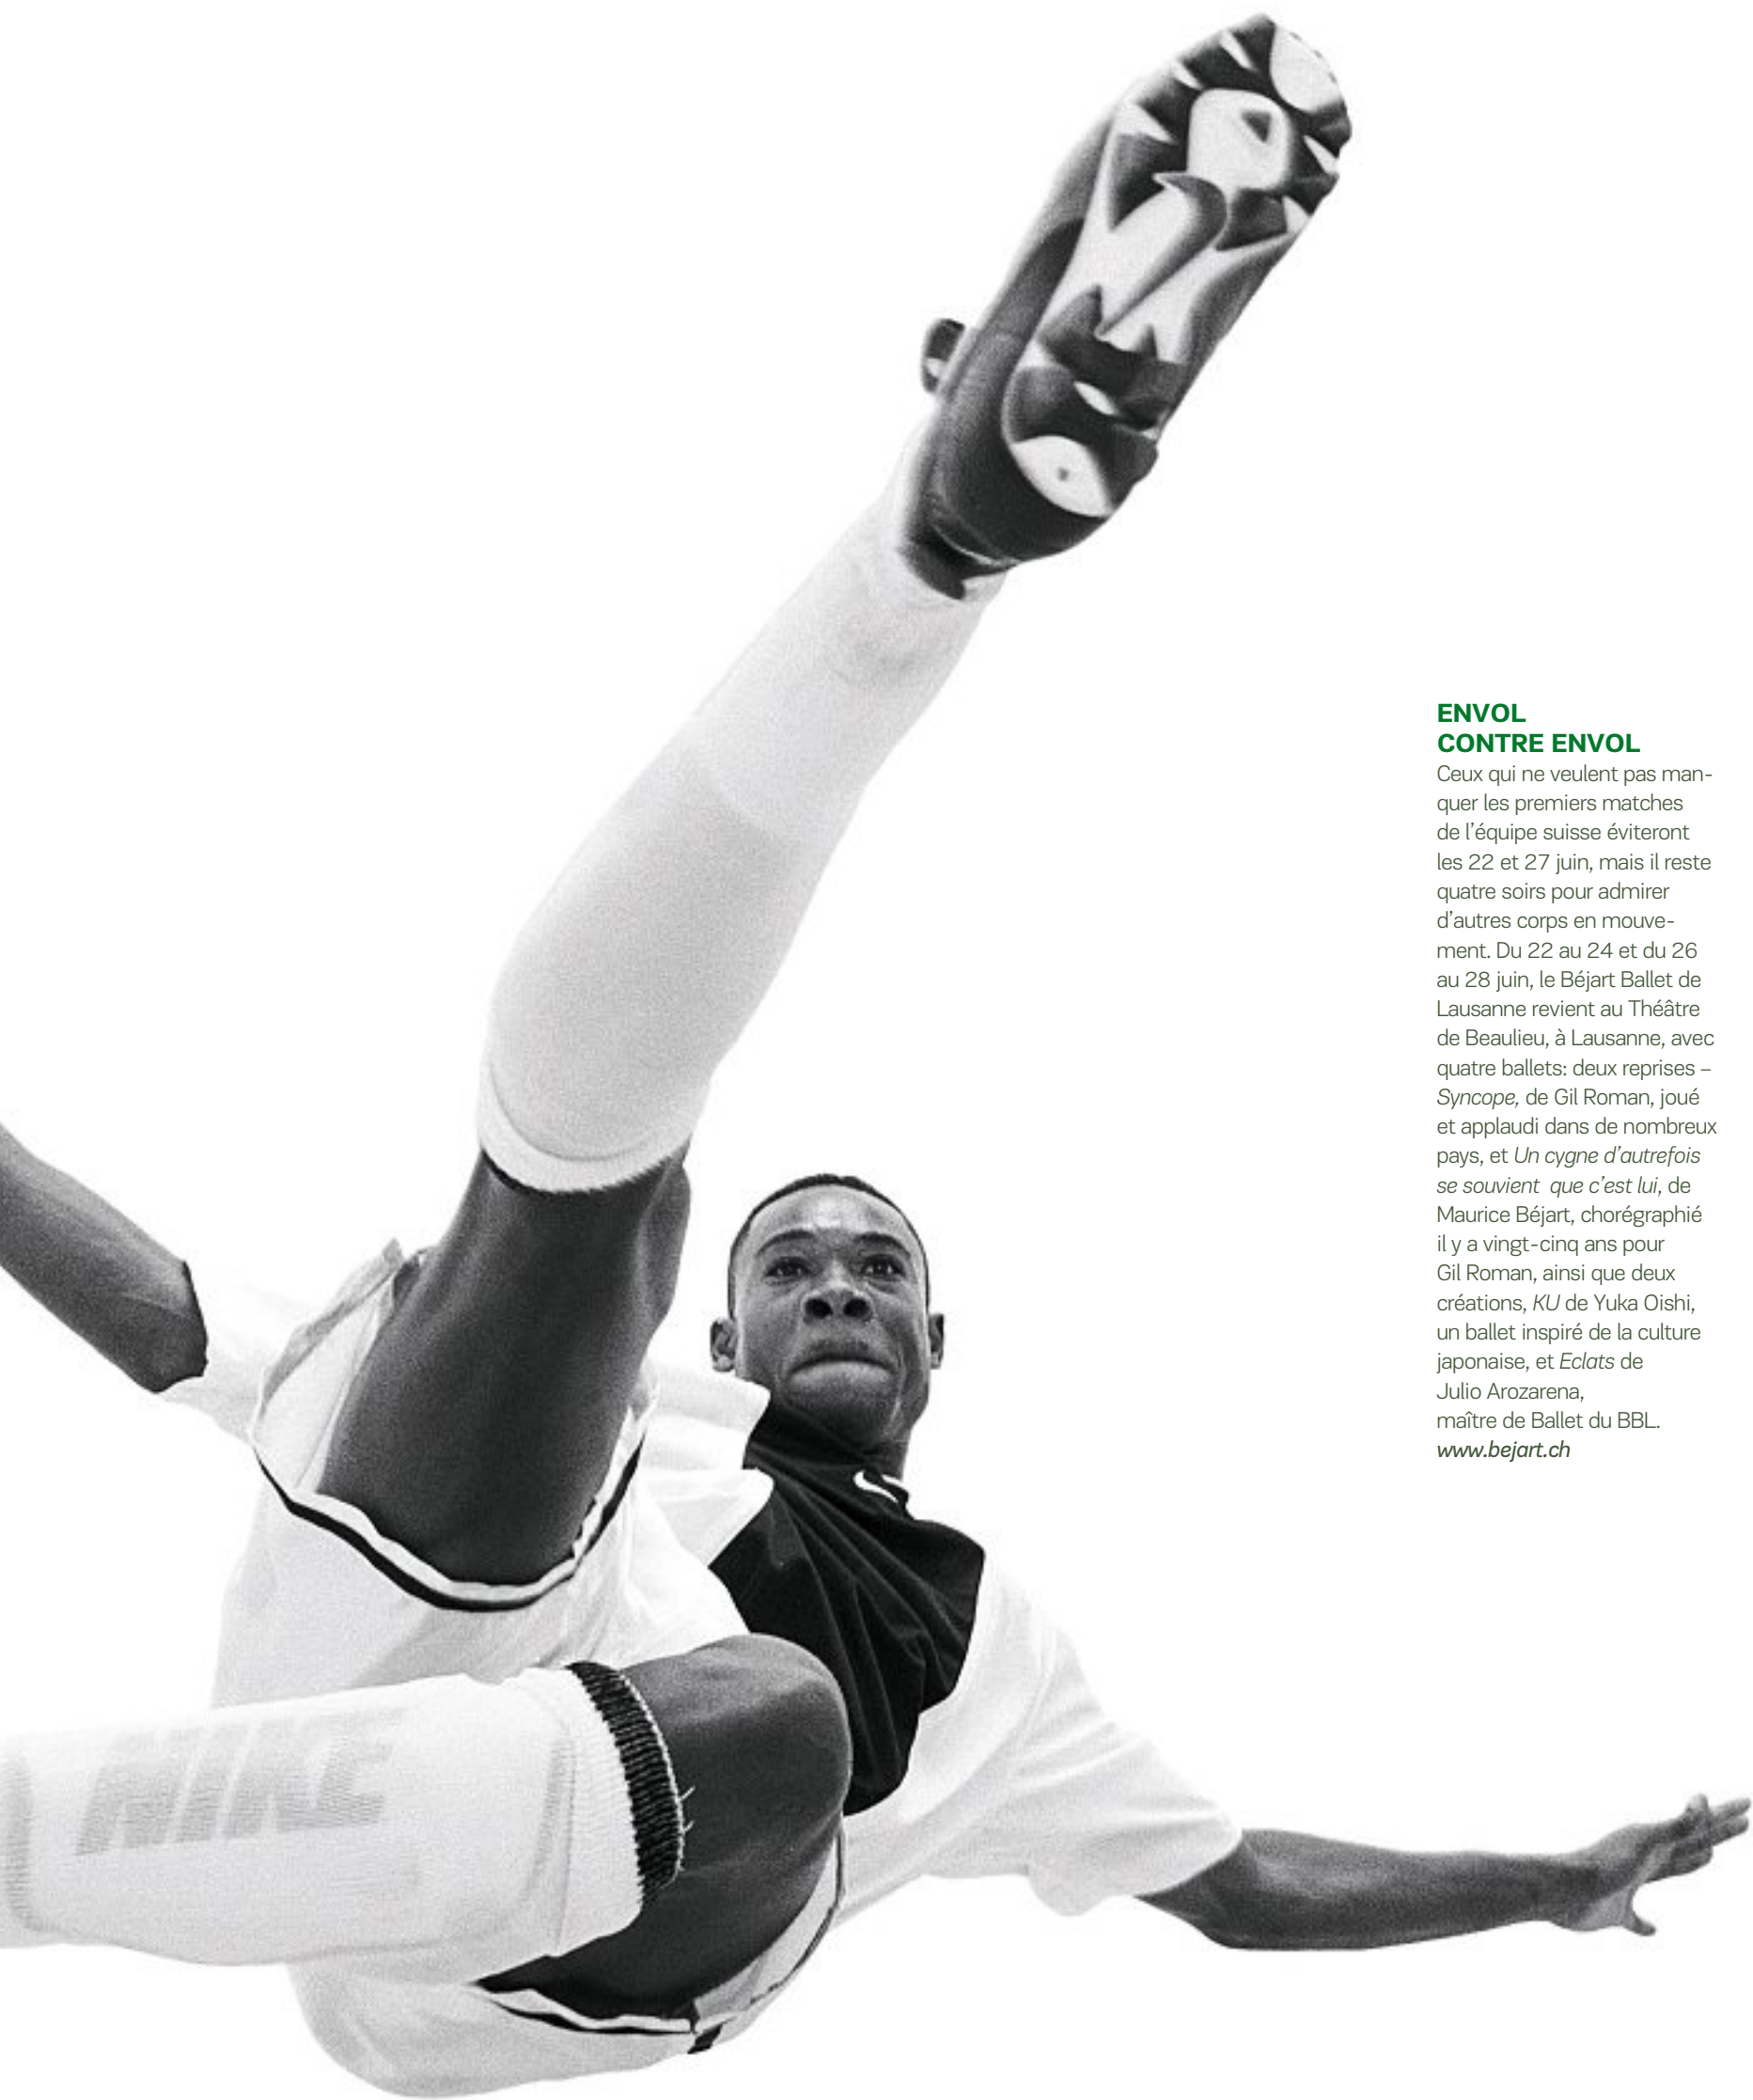 ENVOL
CONTRE ENVOL
Ceux qui ne veulent pas man-
quer les premiers matches
de l'équipe suisse éviteront
les 22 et 27 juin, mais il reste
quatre soirs pour admirer
d'autres corps en mouve-
ment. Du 22 au 24 et du 26
au 28 juin, le Béjart Ballet de
Lausanne revient au Théâtre
de Beaulieu, à Lausanne, avec
quatre ballets: deux reprises –
Syncope, de Gil Roman, joué
et applaudi dans de nombreux
pays, et Un cygne d'autrefois
se souvient  que c'est lui, de
Maurice Béjart, chorégraphié
il y a vingt-cinq ans pour
Gil Roman, ainsi que deux
créations, KU de Yuka Oishi,
un ballet inspiré de la culture
japonaise, et Eclats de
Julio Arozarena,
maître de Ballet du BBL.
www.bejart.ch
NIKE